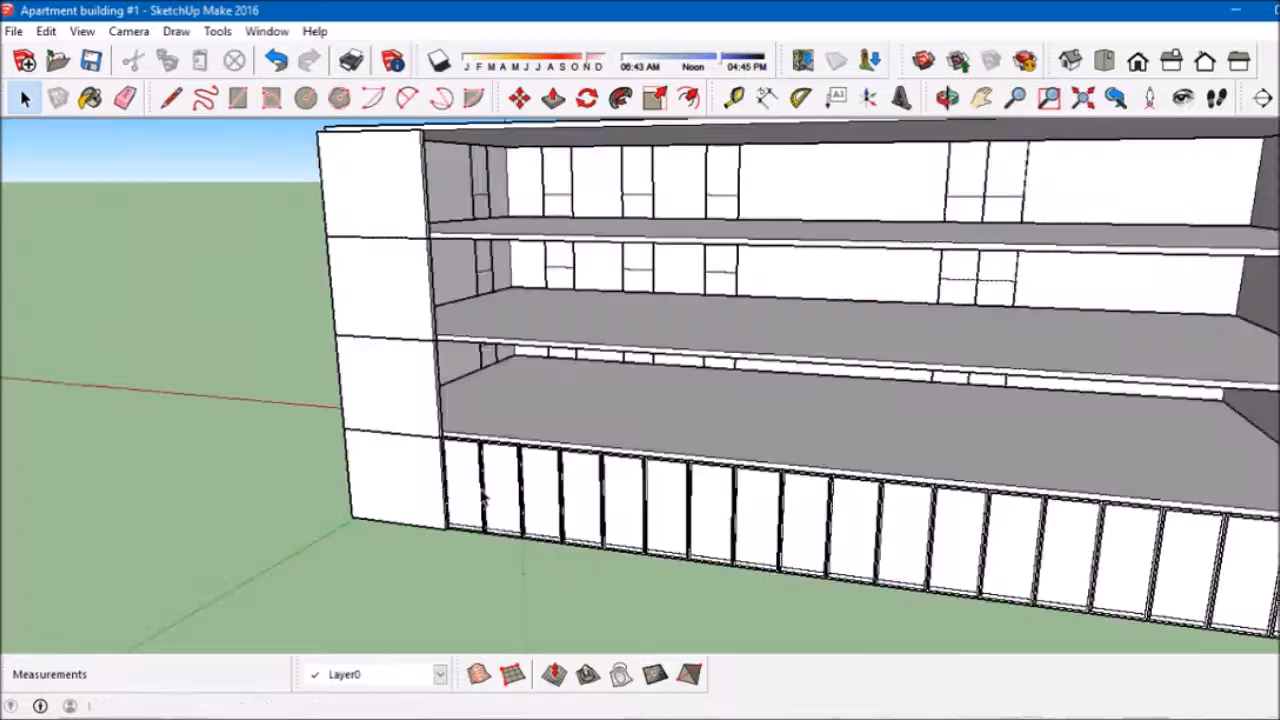 Apartment building #1 - SketchUp Make 2016
File Edit View Camera Draw Tools Window Help
J F M A M J J A S O N D 06:43 AM Noon 04:45 PM
A1
Measurements ✓ Layer0